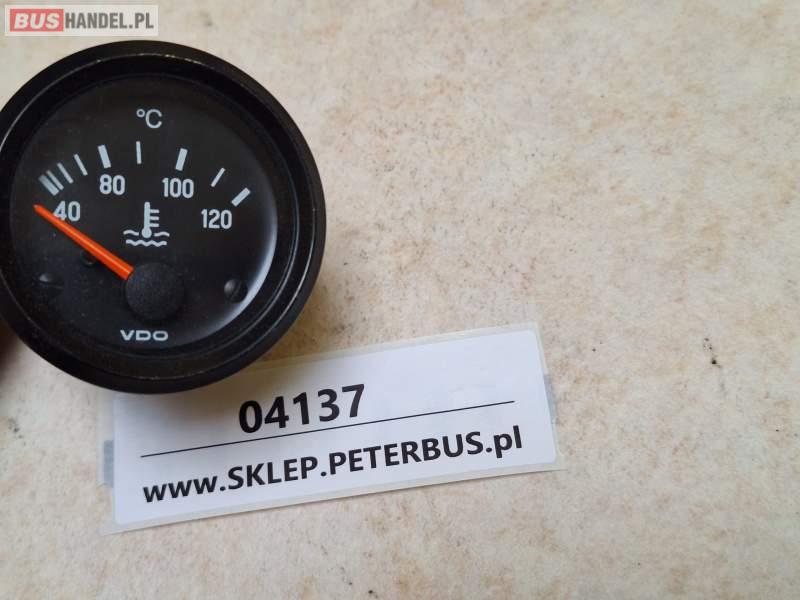 BUSHANDEL.PL
°C
40 80 100 120
VDO
04137
www.SKLEP.PETERBUS.pl